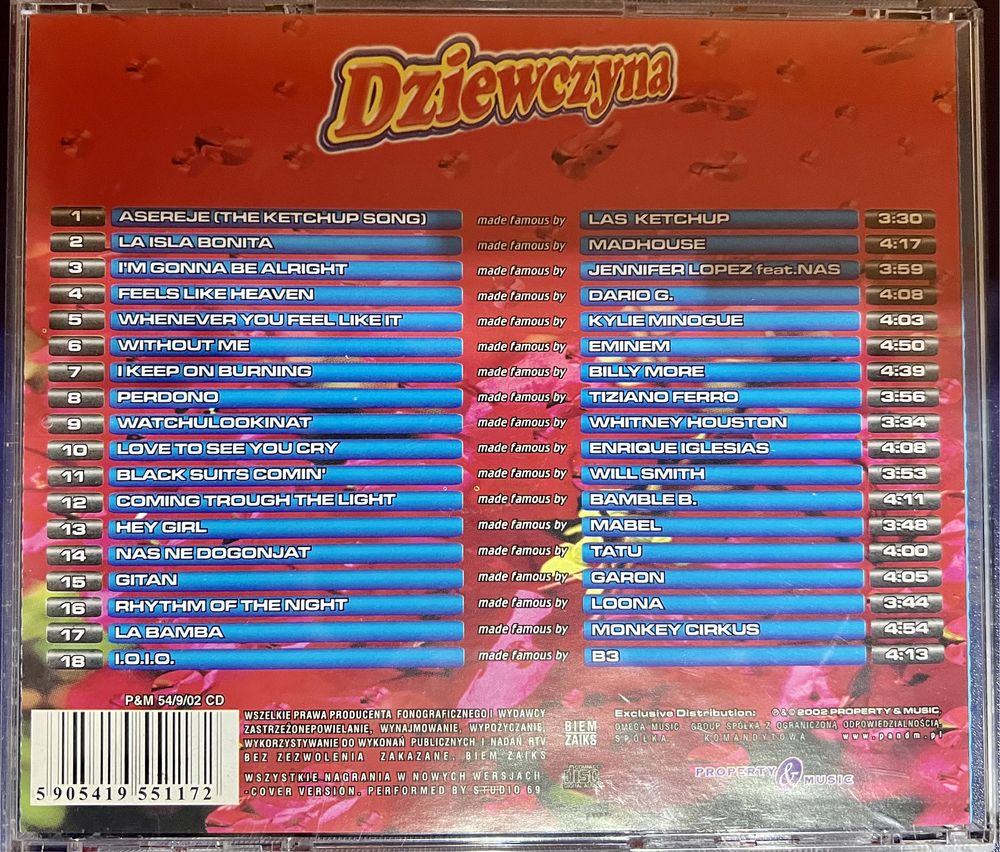 Dziewczyna
1 ASEREJE (THE KETCHUP SONG) made famous by LAS KETCHUP 3:30
2 LA ISLA BONITA made famous by MADHOUSE 4:17
3 I'M GONNA BE ALRIGHT made famous by JENNIFER LOPEZ feat.NAS 3:59
4 FEELS LIKE HEAVEN made famous by DARIO G. 4:08
5 WHENEVER YOU FEEL LIKE IT made famous by KYLIE MINOGUE 4:03
6 WITHOUT ME made famous by EMINEM 4:50
7 I KEEP ON BURNING made famous by BILLY MORE 4:39
8 PERDONO made famous by TIZIANO FERRO 3:56
9 WATCHULOOKINAT made famous by WHITNEY HOUSTON 3:34
10 LOVE TO SEE YOU CRY made famous by ENRIQUE IGLESIAS 4:08
11 BLACK SUITS COMIN' made famous by WILL SMITH 3:53
12 COMING TROUGH THE LIGHT made famous by BAMBLE B. 4:11
13 HEY GIRL made famous by MABEL 3:48
14 NAS NE DOGONJAT made famous by TATU 4:00
15 GITAN made famous by GARON 4:05
16 RHYTHM OF THE NIGHT made famous by LOONA 3:44
17 LA BAMBA made famous by MONKEY CIRKUS 4:54
18 I.O.I.O. made famous by B3 4:13
P&M 54/9/02 CD
5 905419 551172
WSZELKIE PRAWA PRODUCENTA FONOGRAFICZNEGO I WYDAWCY
ZASTRZEŻONEPOWIELANIE, WYNAJMOWANIE, WYPOŻYCZANIE,
WYKORZYSTYWANIE DO WYKONAŃ PUBLICZNYCH I NADAŃ RTV
BEZ ZEZWOLENIA ZAKAZANE. BIEM ZAIKS
WSZYSTKIE NAGRANIA W NOWYCH WERSJACH
-COVER VERSION. PERFORMED BY STUDIO 69
BIEM
ZAIKS
COMPACT
disc
DIGITAL AUDIO
Exclusive Distribution: ℗ & © 2002 PROPERTY & MUSIC
OMEGA MUSIC GROUP SPÓŁKA Z OGRANICZONĄ ODPOWIEDZIALNOŚCIĄ
SPÓŁKA KOMANDYTOWA www.pandm.pl
PROPERTY & MUSIC